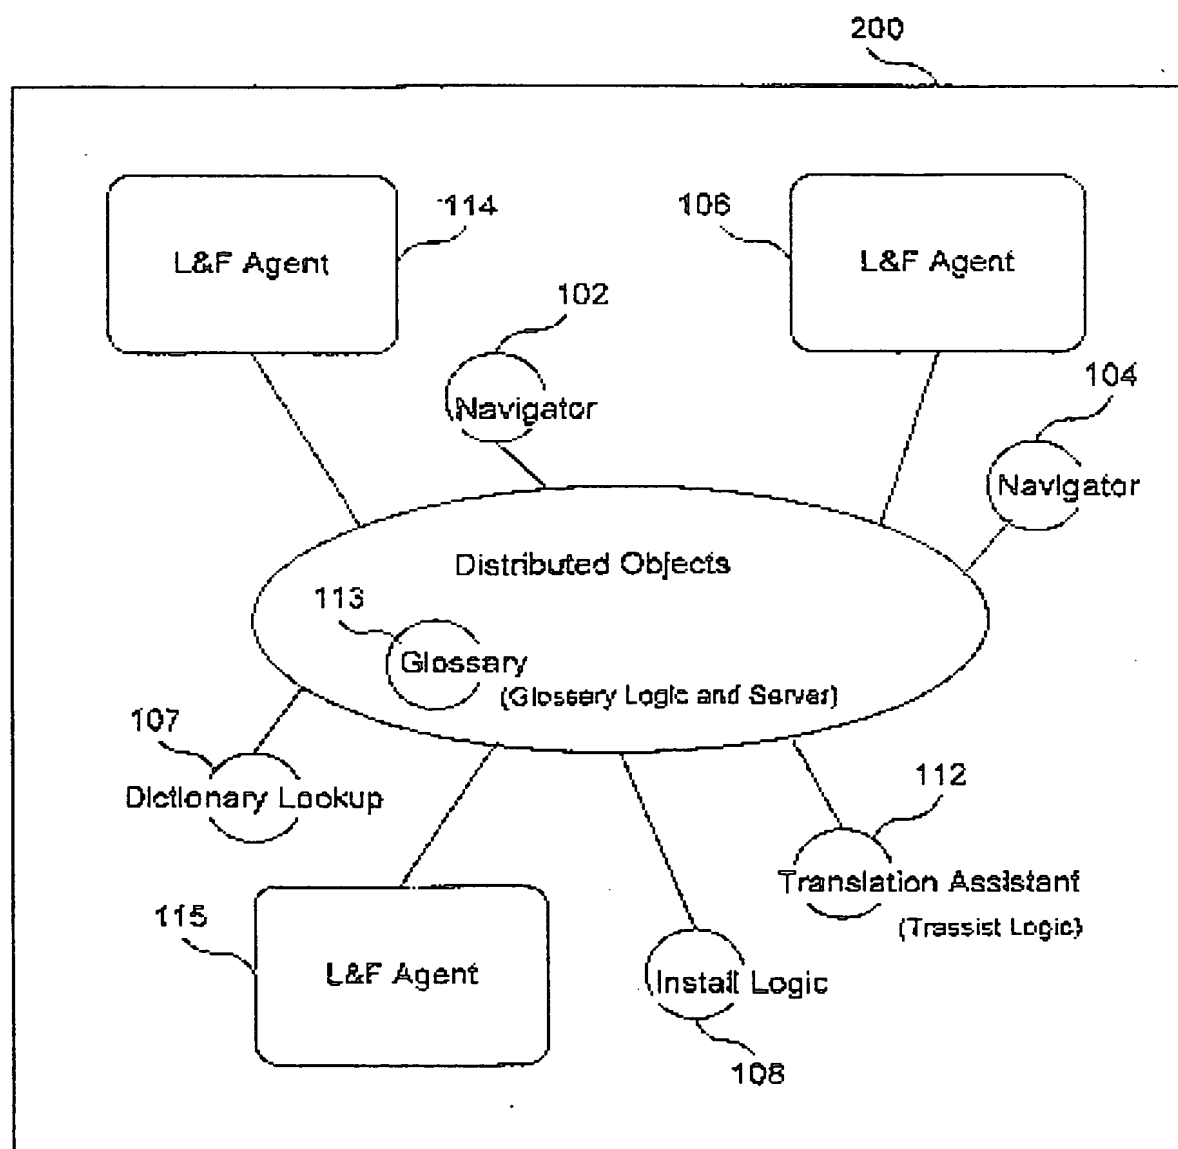 200
114
106
L&F Agent
L&F Agent
102
104
Navigator
Navigator
Distributed Objects
113
Glossary
(Glossary Logic and Server)
107
Dictionary Lookup
112
Translation Assistant
(Trassist Logic)
115
L&F Agent
Install Logic
108